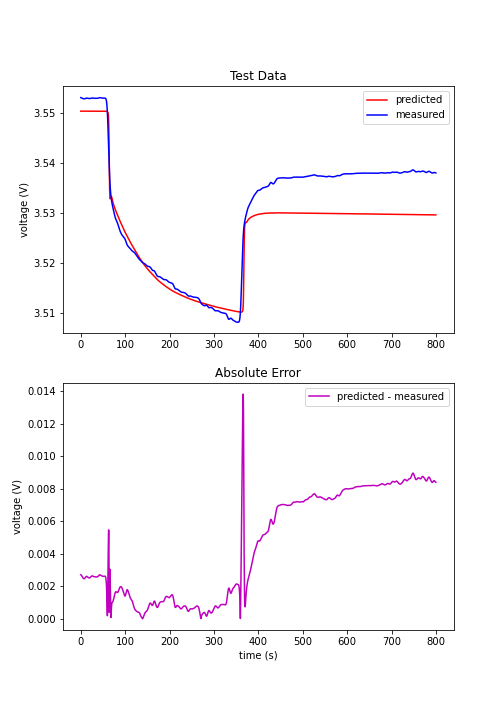 Test Data
predicted
measured
3.55
3.54
3.53
3.52
3.51
voltage (V)
0 100 200 300 400 500 600 700 800
Absolute Error
predicted - measured
0.014
0.012
0.010
0.008
0.006
0.004
0.002
0.000
voltage (V)
0 100 200 300 400 500 600 700 800
time (s)